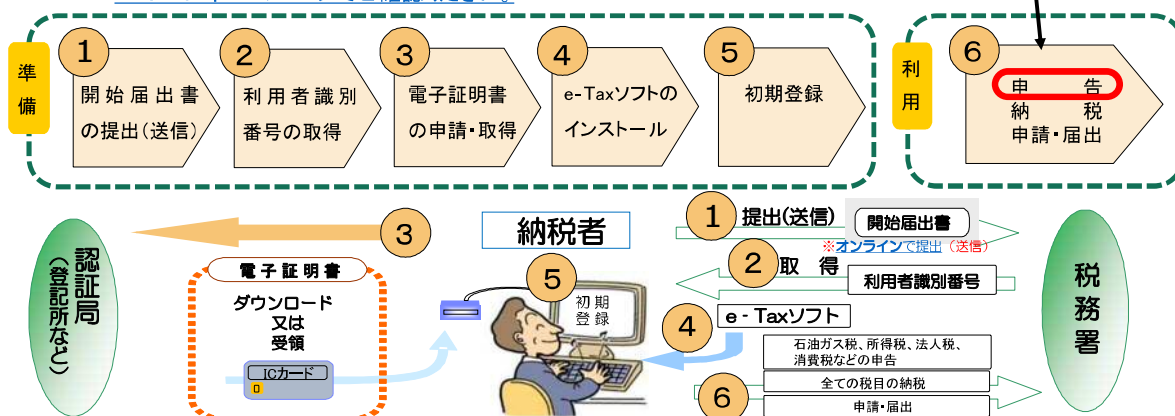 準備
1
開始届出書
の提出(送信)
2
利用者識別
番号の取得
3
電子証明書
の申請・取得
4
e-Taxソフトの
インストール
5
初期登録
利用
6
申告
納税
申請・届出
認証局
(登記所など)
3
電子証明書
ダウンロード
又は
受領
ICカード
納税者
5
初期
登録
1
提出(送信)
開始届出書
※オンラインで提出(送信)
2
取得
利用者識別番号
4
e-Taxソフト
石油ガス税、所得税、法人税、
消費税などの申告
6
全ての税目の納税
申請・届出
税務署